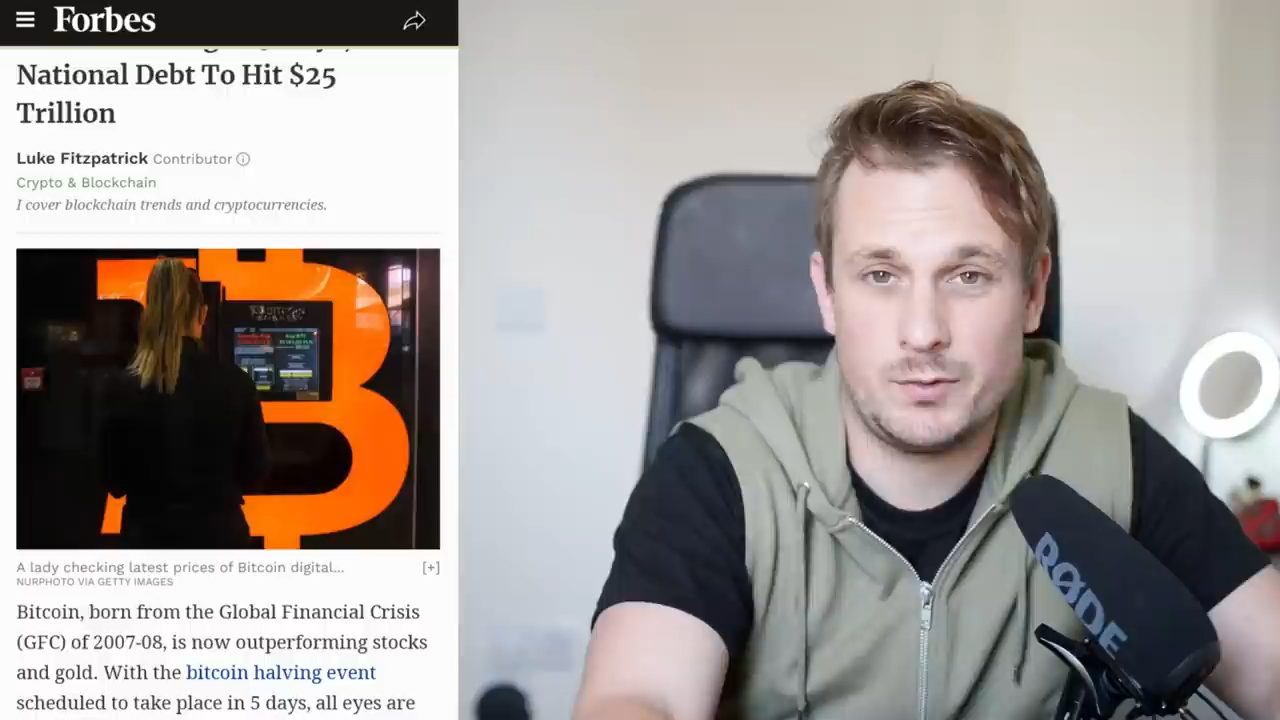 Forbes
National Debt To Hit $25
Trillion
Luke Fitzpatrick Contributor
Crypto & Blockchain
I cover blockchain trends and cryptocurrencies.
A lady checking latest prices of Bitcoin digital... [+]
NURPHOTO VIA GETTY IMAGES
Bitcoin, born from the Global Financial Crisis
(GFC) of 2007-08, is now outperforming stocks
and gold. With the bitcoin halving event
scheduled to take place in 5 days, all eyes are
RØDE